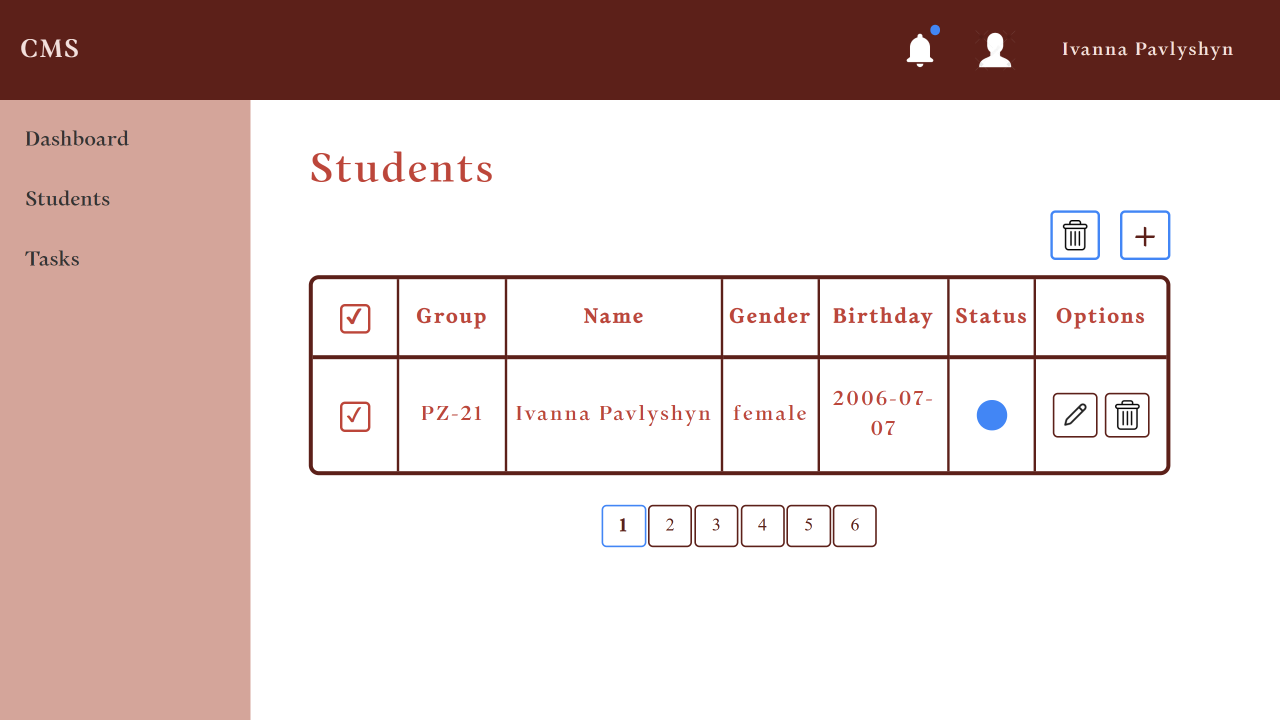 CMS
Ivanna Pavlyshyn
Dashboard
Students
Tasks
Students
Group Name Gender Birthday Status Options
PZ-21 Ivanna Pavlyshyn female 2006-07-
07
1 2 3 4 5 6